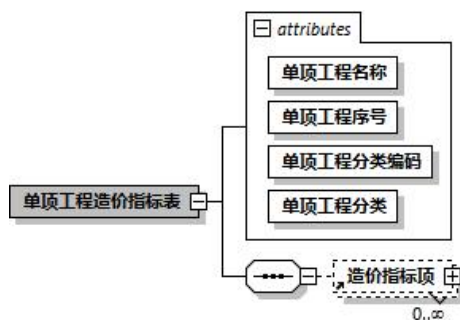 attributes
单项工程名称
单项工程序号
单项工程分类编码
单项工程分类
单项工程造价指标表
造价指标项
0..∞